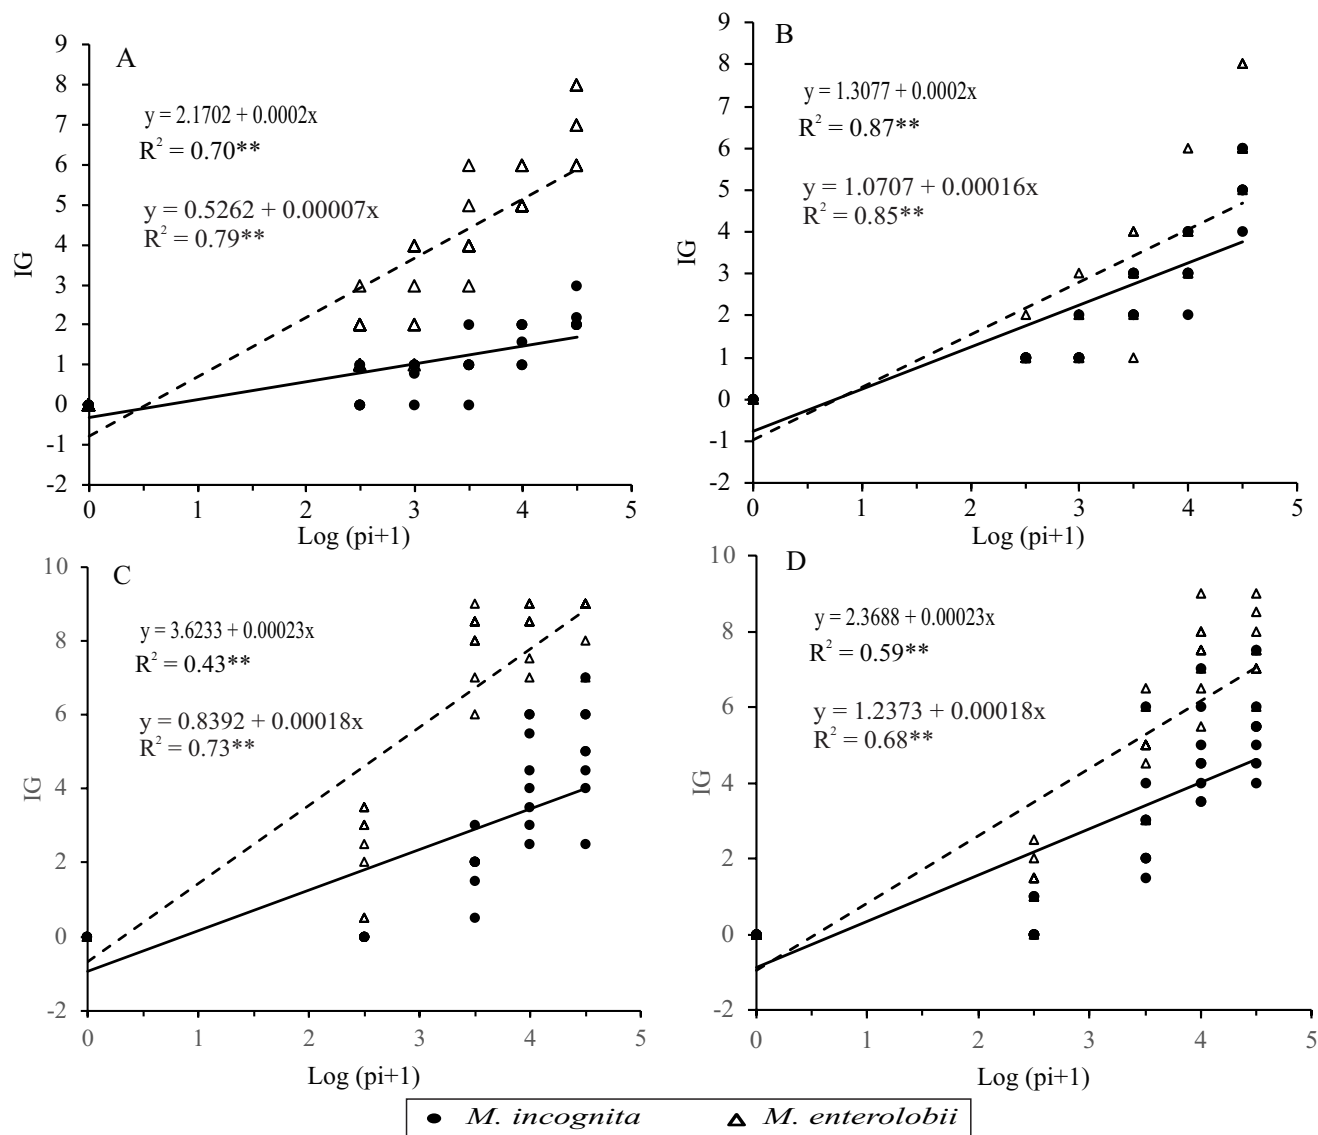 A
y = 2.1702 + 0.0002x
R² = 0.70**
y = 0.5262 + 0.00007x
R² = 0.79**
IG
9
8
7
6
5
4
3
2
1
0
-1
-2
0 1 2 3 4 5
Log (pi+1)
B
y = 1.3077 + 0.0002x
R² = 0.87**
y = 1.0707 + 0.00016x
R² = 0.85**
IG
9
8
7
6
5
4
3
2
1
0
-1
-2
0 1 2 3 4 5
Log (pi+1)
C
y = 3.6233 + 0.00023x
R² = 0.43**
y = 0.8392 + 0.00018x
R² = 0.73**
IG
10
8
6
4
2
0
-2
0 1 2 3 4 5
Log (pi+1)
D
y = 2.3688 + 0.00023x
R² = 0.59**
y = 1.2373 + 0.00018x
R² = 0.68**
IG
10
8
6
4
2
0
-2
0 1 2 3 4 5
Log (pi+1)
M. incognita M. enterolobii